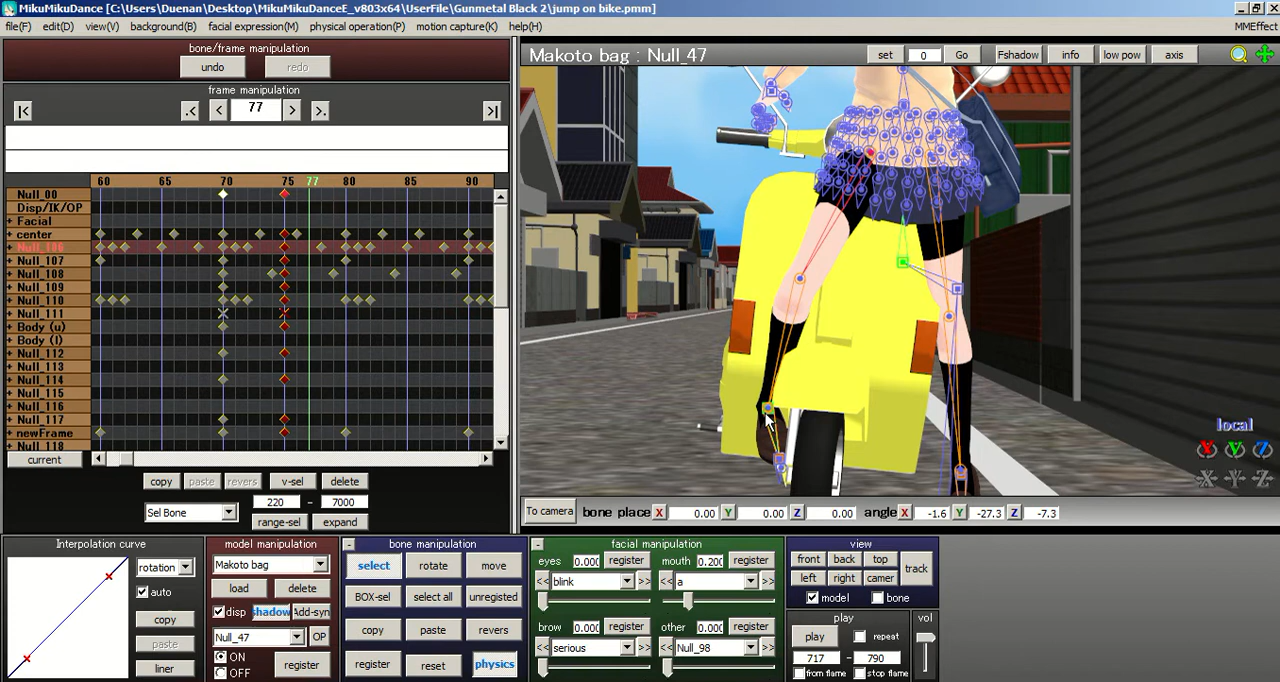 MikuMikuDance [C:\Users\Duenan\Desktop\MikuMikuDanceE_v803x64\UserFile\Gunmetal Black 2\jump on bike.pmm]
file(F) edit(D) view(V) background(B) facial expression(M) physical operation(P) motion capture(K) help(H) MMEffect
bone/frame manipulation
undo redo
frame manipulation
|< .< < 77 > >. >|
Makoto bag : Null_47 set 0 Go Fshadow info low pow axis
60 65 70 75 77 80 85 90
Null_00
Disp/IK/OP
+ Facial
+ center
+ Null_106
+ Null_107
+ Null_108
+ Null_109
+ Null_110
+ Null_111
+ Body (u)
+ Body (l)
+ Null_112
+ Null_113
+ Null_114
+ Null_115
+ Null_116
+ Null_117
+ newFrame
+ Null_118
current
copy paste revers v-sel delete
Sel Bone 220 - 7000
range-sel expand
local
X Y Z
X Y Z
To camera bone place X 0.00 Y 0.00 Z 0.00 angle X -1.6 Y -27.3 Z -7.3
Interpolation curve
rotation
auto
copy
paste
liner
model manipulation
Makoto bag
load delete
disp shadow Add-syn
Null_47 OP
ON
OFF
register
- bone manipulation
select rotate move
BOX-sel select all unregisted
copy paste revers
register reset physics
- facial manipulation
eyes 0.000 register mouth 0.200 register
<< blink >> << a >>
brow 0.000 register other 0.000 register
<< serious >> << Null_98 >>
view
front back top
left right camer
track
model bone
play
play repeat
717 - 790
from flame stop flame
vol